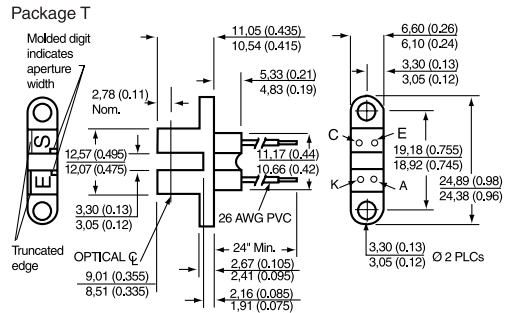 Package T
Molded digit
indicates
aperture
width
11,05 (0.435)
10,54 (0.415)
6,60 (0.26)
6,10 (0.24)
5,33 (0.21)
4,83 (0.19)
3,30 (0.13)
3,05 (0.12)
2,78 (0.11)
Nom.
S
E
12,57 (0.495)
12,07 (0.475)
11,17 (0.44)
10,66 (0.42)
C
E
K
A
19,18 (0.755)
18,92 (0.745)
24,89 (0.98)
24,38 (0.96)
3,30 (0.13)
3,05 (0.12)
26 AWG PVC
Truncated
edge
OPTICAL ℄
24" Min.
9,01 (0.355)
8,51 (0.335)
2,67 (0.105)
2,41 (0.095)
2,16 (0.085)
1,91 (0.075)
3,30 (0.13)
3,05 (0.12)
Ø 2 PLCs